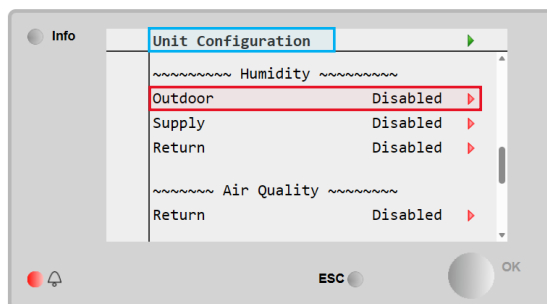 Info
Unit Configuration
~~~~~~~~~ Humidity ~~~~~~~~~
Outdoor Disabled
Supply Disabled
Return Disabled
~~~~~~~ Air Quality ~~~~~~~~
Return Disabled
ESC
OK